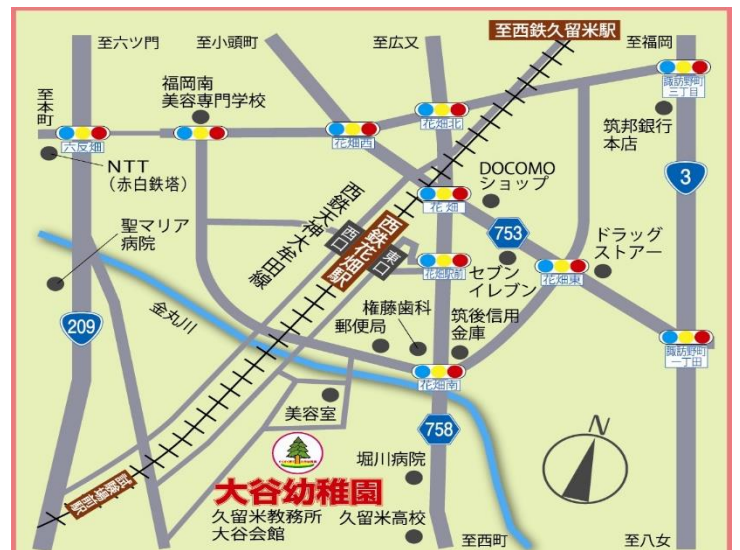 至六ツ門
至小頭町
至広又
至西鉄久留米駅
至福岡
至本町
福岡南
美容専門学校
諏訪野町
三丁目
花畑北
筑邦銀行
本店
六反畑
花畑西
NTT
(赤白鉄塔)
DOCOMO
ショップ
3
西鉄天神大牟田線
花畑
聖マリア
病院
西鉄花畑駅
西口
東口
753
ドラッグ
ストアー
花畑駅前
セブン
イレブン
花畑東
金丸川
権藤歯科
郵便局
筑後信用
金庫
209
諏訪野町
一丁田
花畑南
美容室
758
N
堀川病院
大谷幼稚園
試験場前駅
久留米教務所
大谷会館
久留米高校
至西町
至八女